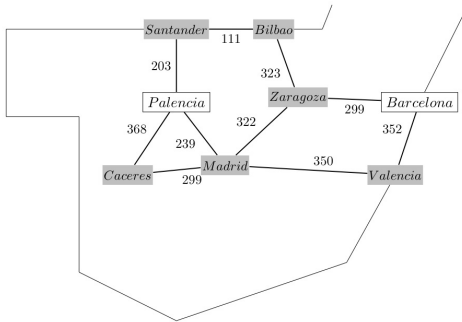 Santander
Bilbao
111
203
323
Palencia
Zaragoza
299
Barcelona
368
239
322
352
Caceres
299
Madrid
350
Valencia